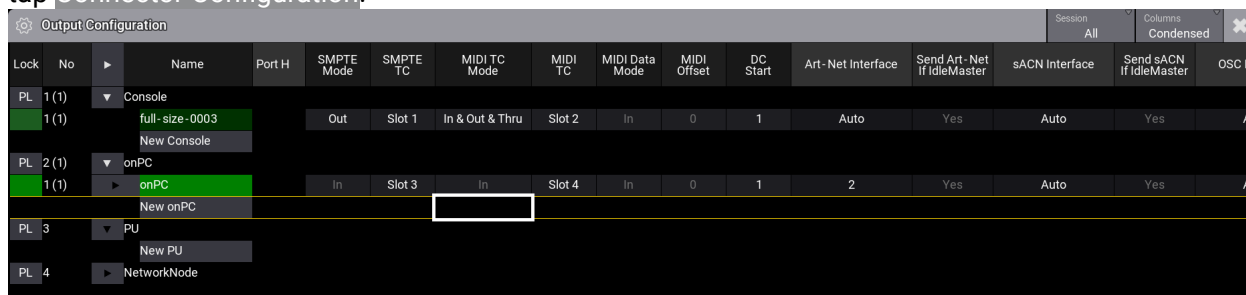 tap Connector Configuration.
Output Configuration
Session
All
Columns
Condensed
Lock No Name Port H SMPTE Mode SMPTE TC MIDI TC Mode MIDI TC MIDI Data Mode MIDI Offset DC Start Art-Net Interface Send Art-Net If IdleMaster sACN Interface Send sACN If IdleMaster OSC
PL 1 (1) Console
1 (1) full-size-0003 Out Slot 1 In & Out & Thru Slot 2 In 0 1 Auto Yes Auto Yes
New Console
PL 2 (1) onPC
1 (1) onPC In Slot 3 In Slot 4 In 0 1 2 Yes Auto Yes
New onPC
PL 3 PU
New PU
PL 4 NetworkNode